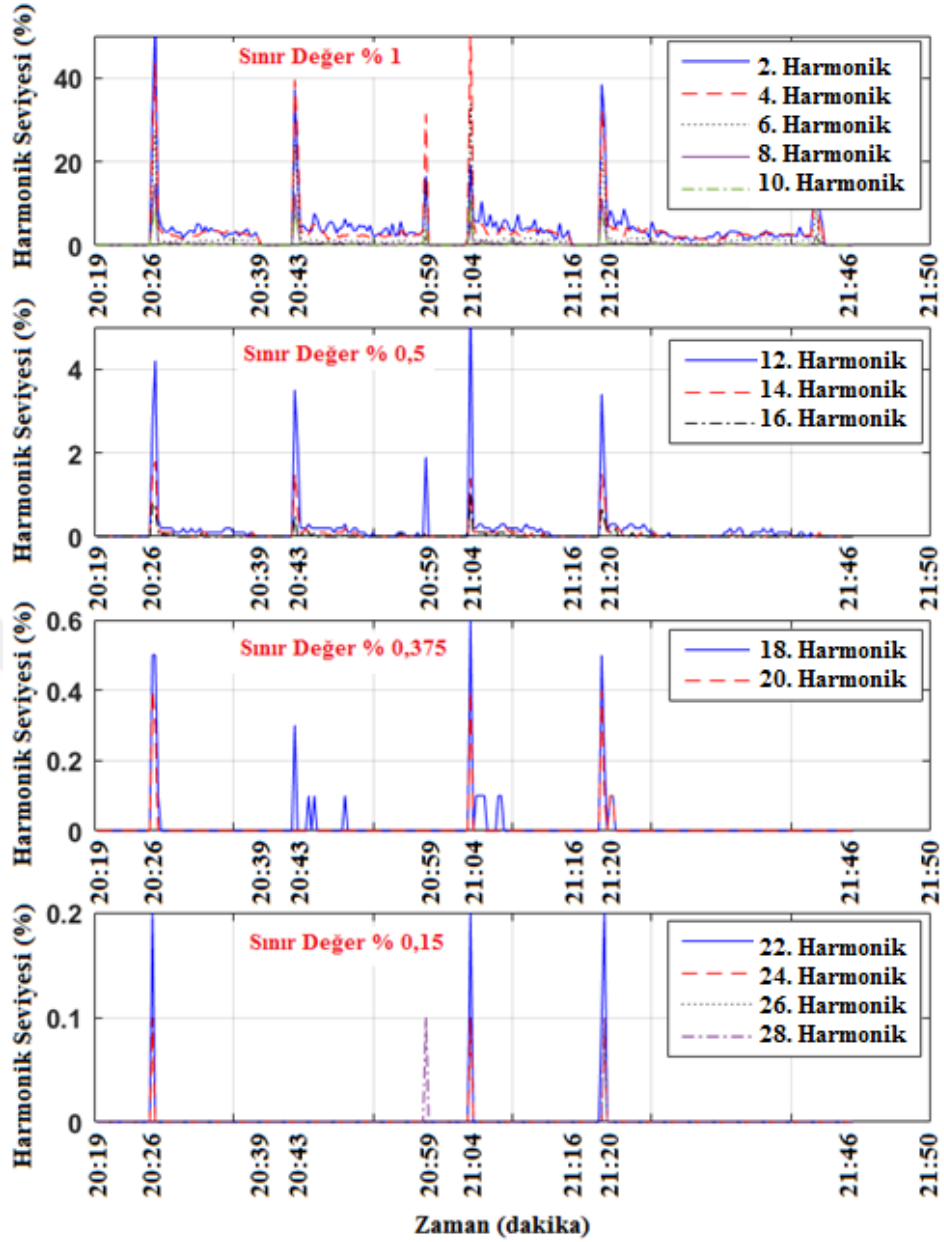 Harmonik Seviyesi (%)
Sınır Değer % 1
2. Harmonik
4. Harmonik
6. Harmonik
8. Harmonik
10. Harmonik
40
20
0
20:19 20:26 20:39 20:43 20:59 21:04 21:16 21:20 21:46 21:50
Harmonik Seviyesi (%)
Sınır Değer % 0,5
12. Harmonik
14. Harmonik
16. Harmonik
4
2
0
20:19 20:26 20:39 20:43 20:59 21:04 21:16 21:20 21:46 21:50
Harmonik Seviyesi (%)
Sınır Değer % 0,375
18. Harmonik
20. Harmonik
0.6
0.4
0.2
0
20:19 20:26 20:39 20:43 20:59 21:04 21:16 21:20 21:46 21:50
Harmonik Seviyesi (%)
Sınır Değer % 0,15
22. Harmonik
24. Harmonik
26. Harmonik
28. Harmonik
0.2
0.1
0
20:19 20:26 20:39 20:43 20:59 21:04 21:16 21:20 21:46 21:50
Zaman (dakika)